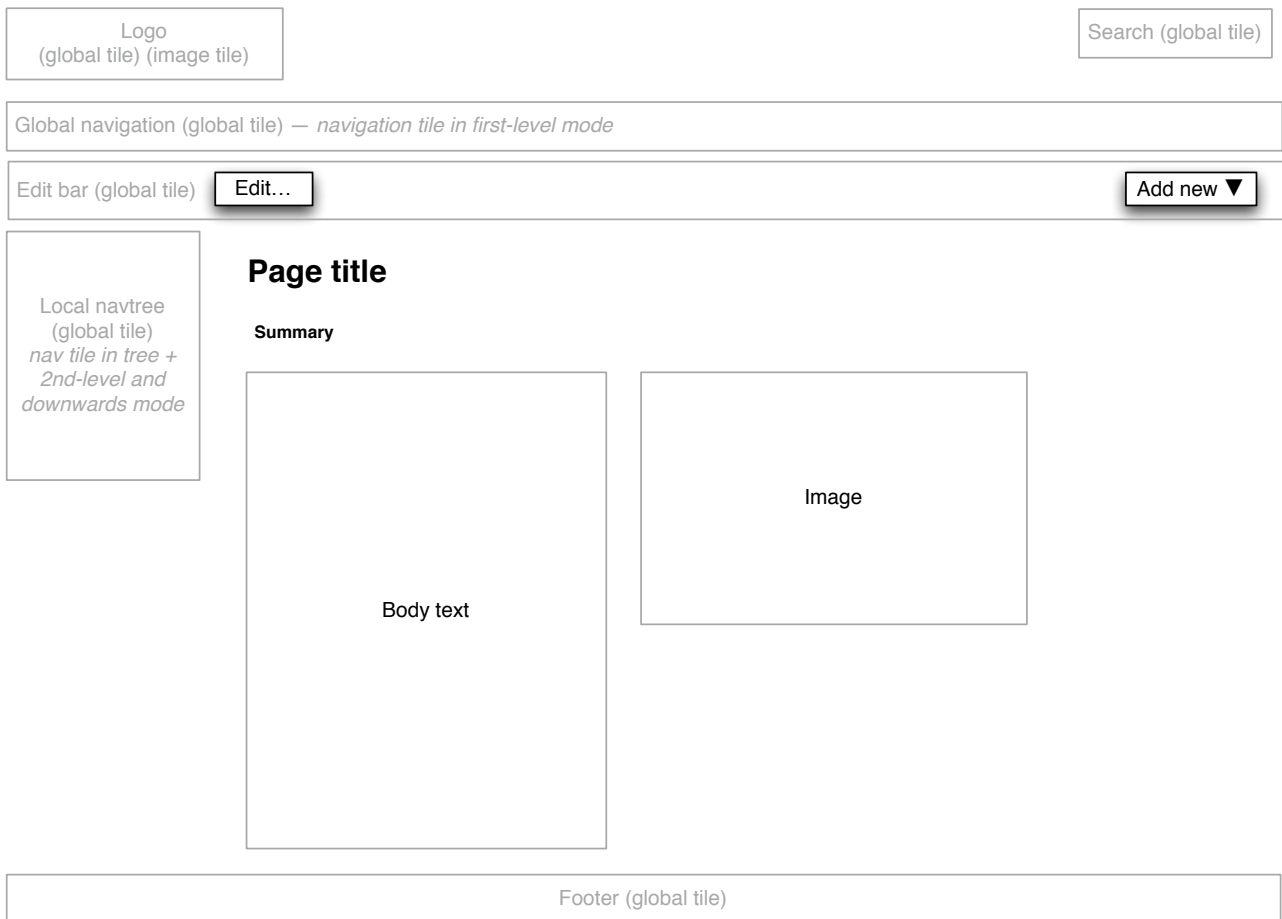 Logo
(global tile) (image tile)
Search (global tile)
Global navigation (global tile) — navigation tile in first-level mode
Edit bar (global tile)
Edit…
Add new ▼
Local navtree
(global tile)
nav tile in tree +
2nd-level and
downwards mode
Page title
Summary
Body text
Image
Footer (global tile)